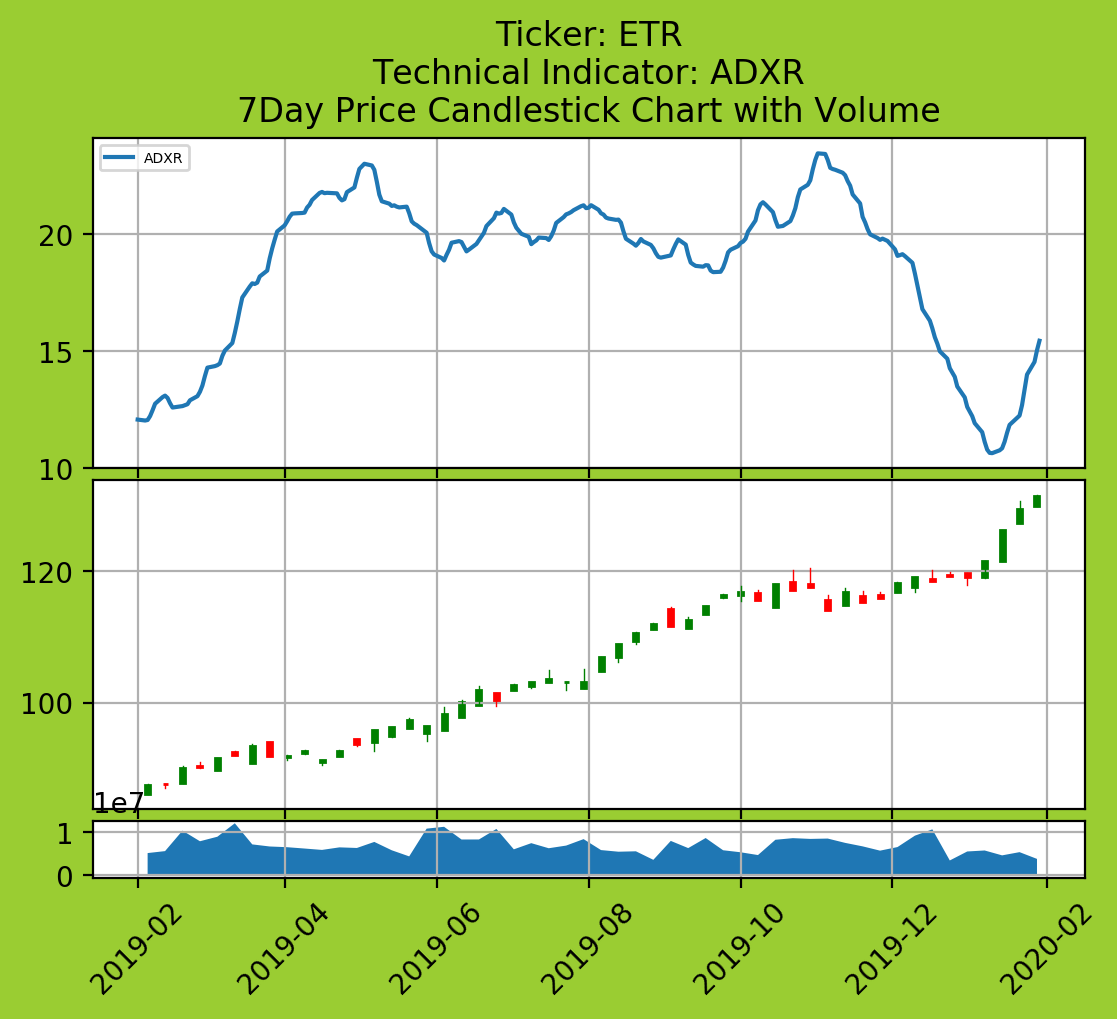 Ticker: ETR
Technical Indicator: ADXR
7Day Price Candlestick Chart with Volume
ADXR
20
15
10
120
100
1e7
1
0
2019-02
2019-04
2019-06
2019-08
2019-10
2019-12
2020-02